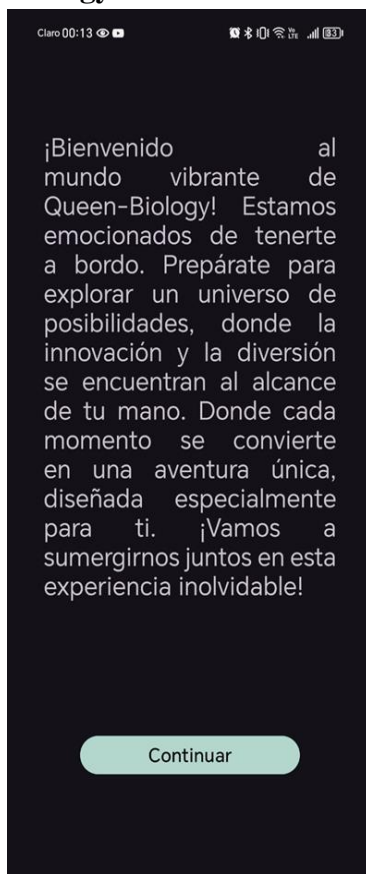 Claro 00:13
83
¡Bienvenido al
mundo vibrante de
Queen-Biology! Estamos
emocionados de tenerte
a bordo. Prepárate para
explorar un universo de
posibilidades, donde la
innovación y la diversión
se encuentran al alcance
de tu mano. Donde cada
momento se convierte
en una aventura única,
diseñada especialmente
para ti. ¡Vamos a
sumergirnos juntos en esta
experiencia inolvidable!
Continuar